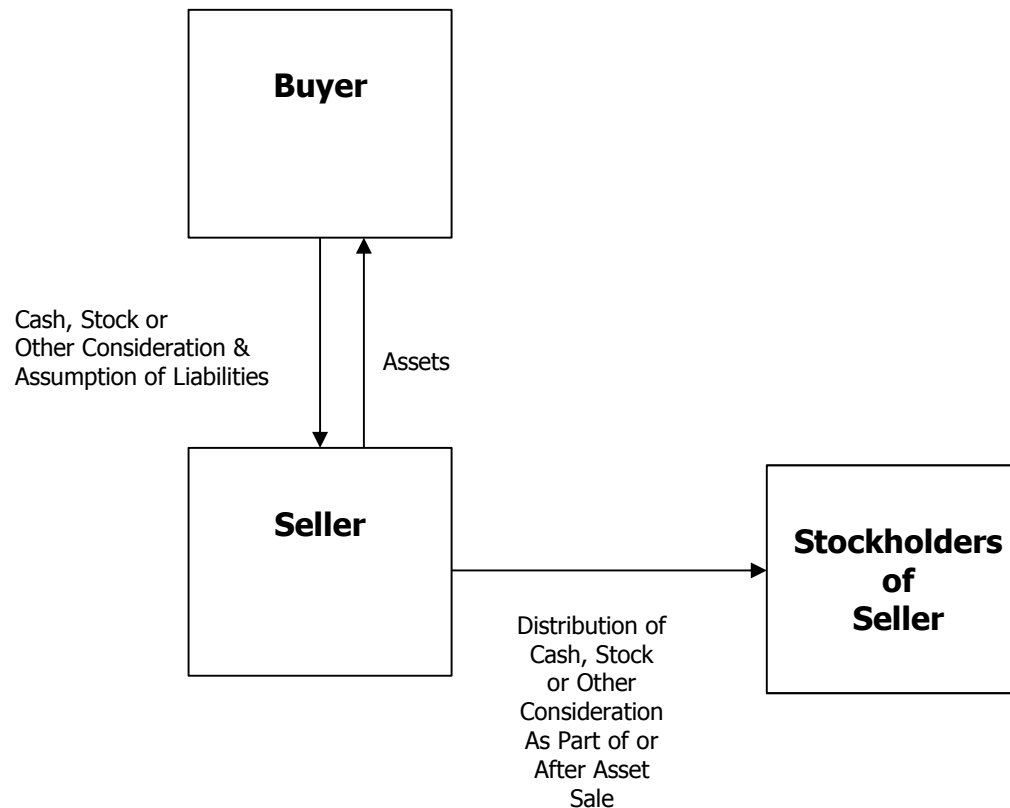 Buyer
Cash, Stock or
Other Consideration &
Assumption of Liabilities
Assets
Seller
Stockholders
of
Seller
Distribution of
Cash, Stock
or Other
Consideration
As Part of or
After Asset
Sale